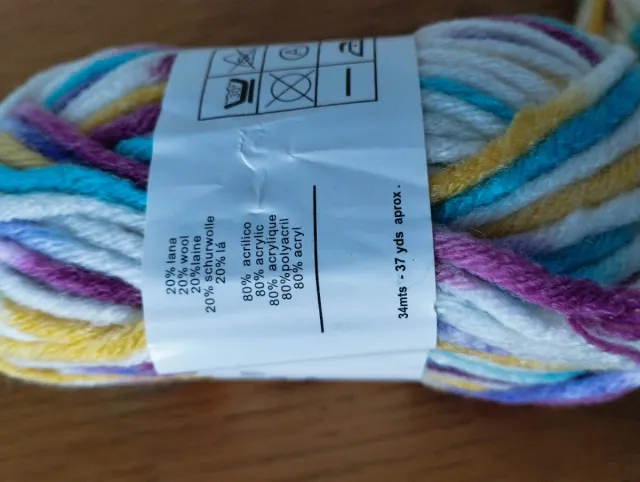 20% lana
20% wool
20% laine
20% schurwolle
20% lá
80% acrilico
80% acrylic
80% acrylique
80% polyacril
80% acryl
34mts - 37 yds aprox.